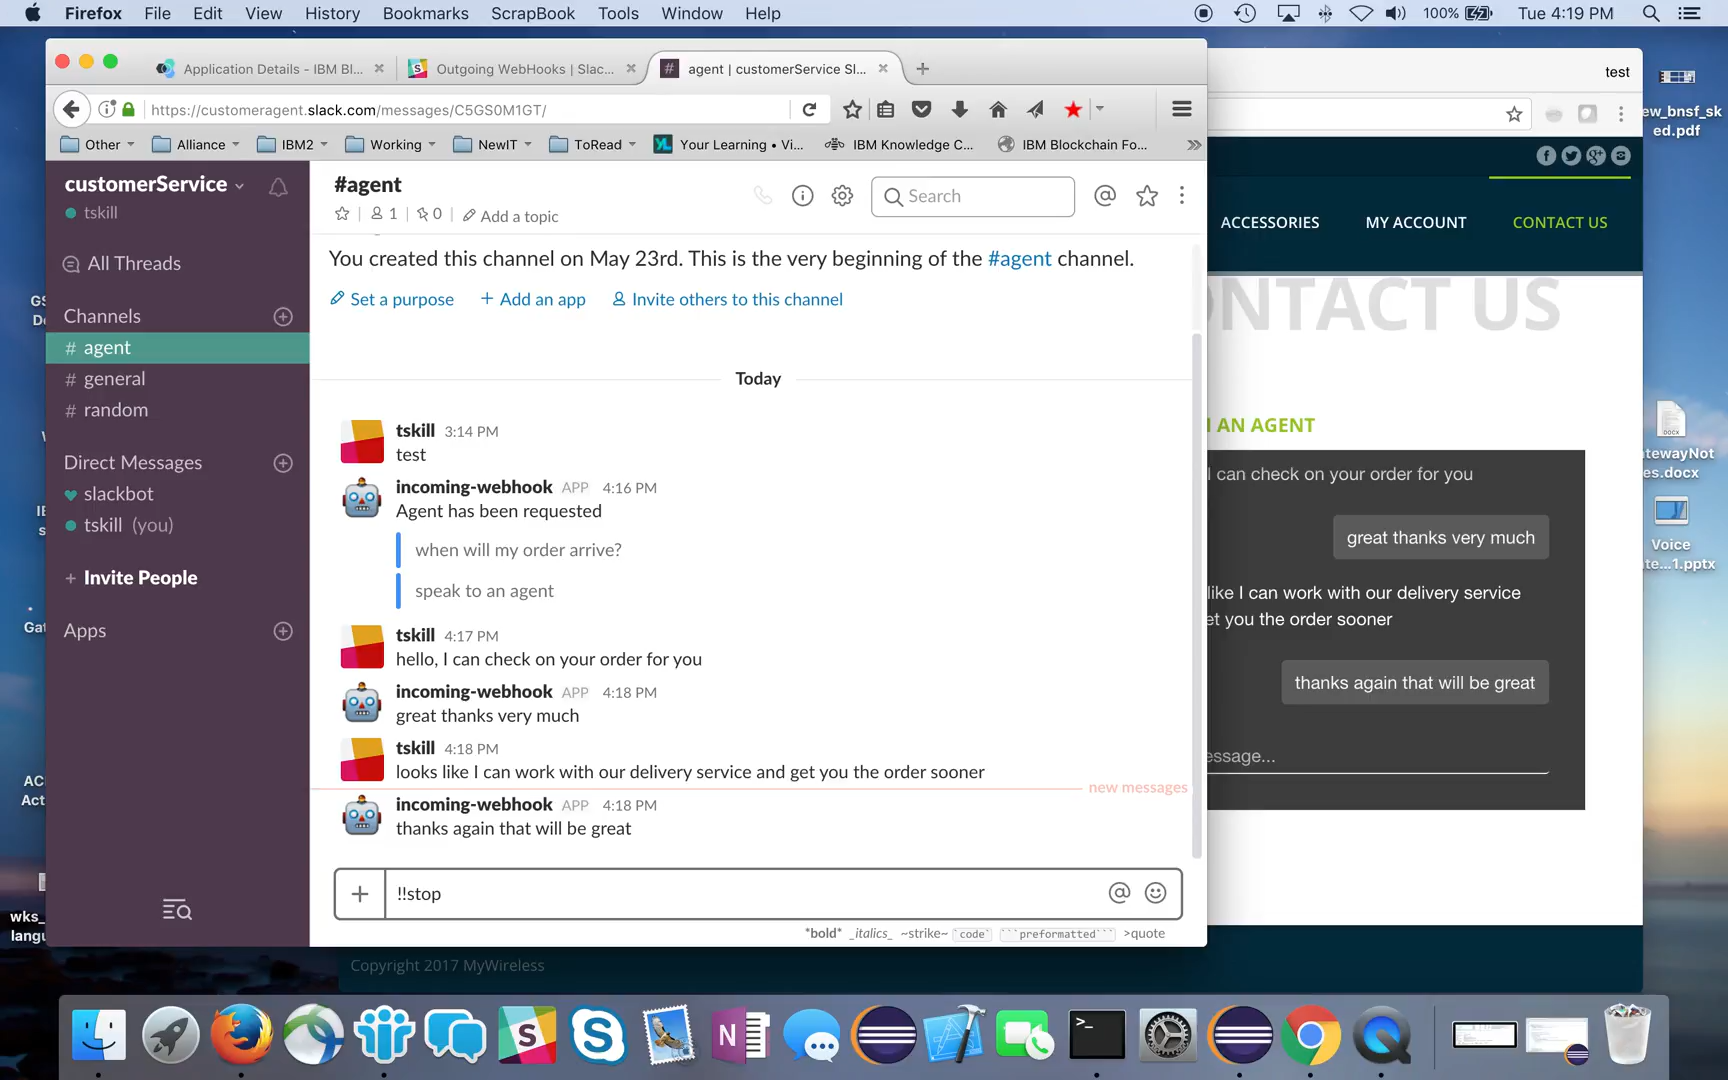 Firefox File Edit View History Bookmarks ScrapBook Tools Window Help 100% Tue 4:19 PM
Application Details - IBM Bl...
Outgoing WebHooks | Slac...
agent | customerService Sl...
test
https://customeragent.slack.com/messages/C5GS0M1GT/
Other Alliance IBM2 Working NewIT ToRead Your Learning • Vi... IBM Knowledge C... IBM Blockchain Fo...
customerService
tskill
All Threads
Channels
# agent
# general
# random
Direct Messages
slackbot
tskill (you)
+ Invite People
Apps
#agent
1 0 Add a topic
Search
You created this channel on May 23rd. This is the very beginning of the #agent channel.
Set a purpose + Add an app Invite others to this channel
Today
tskill 3:14 PM
test
incoming-webhook APP 4:16 PM
Agent has been requested
when will my order arrive?
speak to an agent
tskill 4:17 PM
hello, I can check on your order for you
incoming-webhook APP 4:18 PM
great thanks very much
tskill 4:18 PM
looks like I can work with our delivery service and get you the order sooner
new messages
incoming-webhook APP 4:18 PM
thanks again that will be great
!!stop
*bold* _italics_ ~strike~ `code` ```preformatted``` >quote
ACCESSORIES MY ACCOUNT CONTACT US
ONTACT US
AN AGENT
I can check on your order for you
great thanks very much
like I can work with our delivery service
et you the order sooner
thanks again that will be great
essage...
Copyright 2017 MyWireless
ew_bnsf_sk
ed.pdf
DOCX
tewayNot
es.docx
Voice
te...1.pptx
Gat
AC
Act
wks_
langu